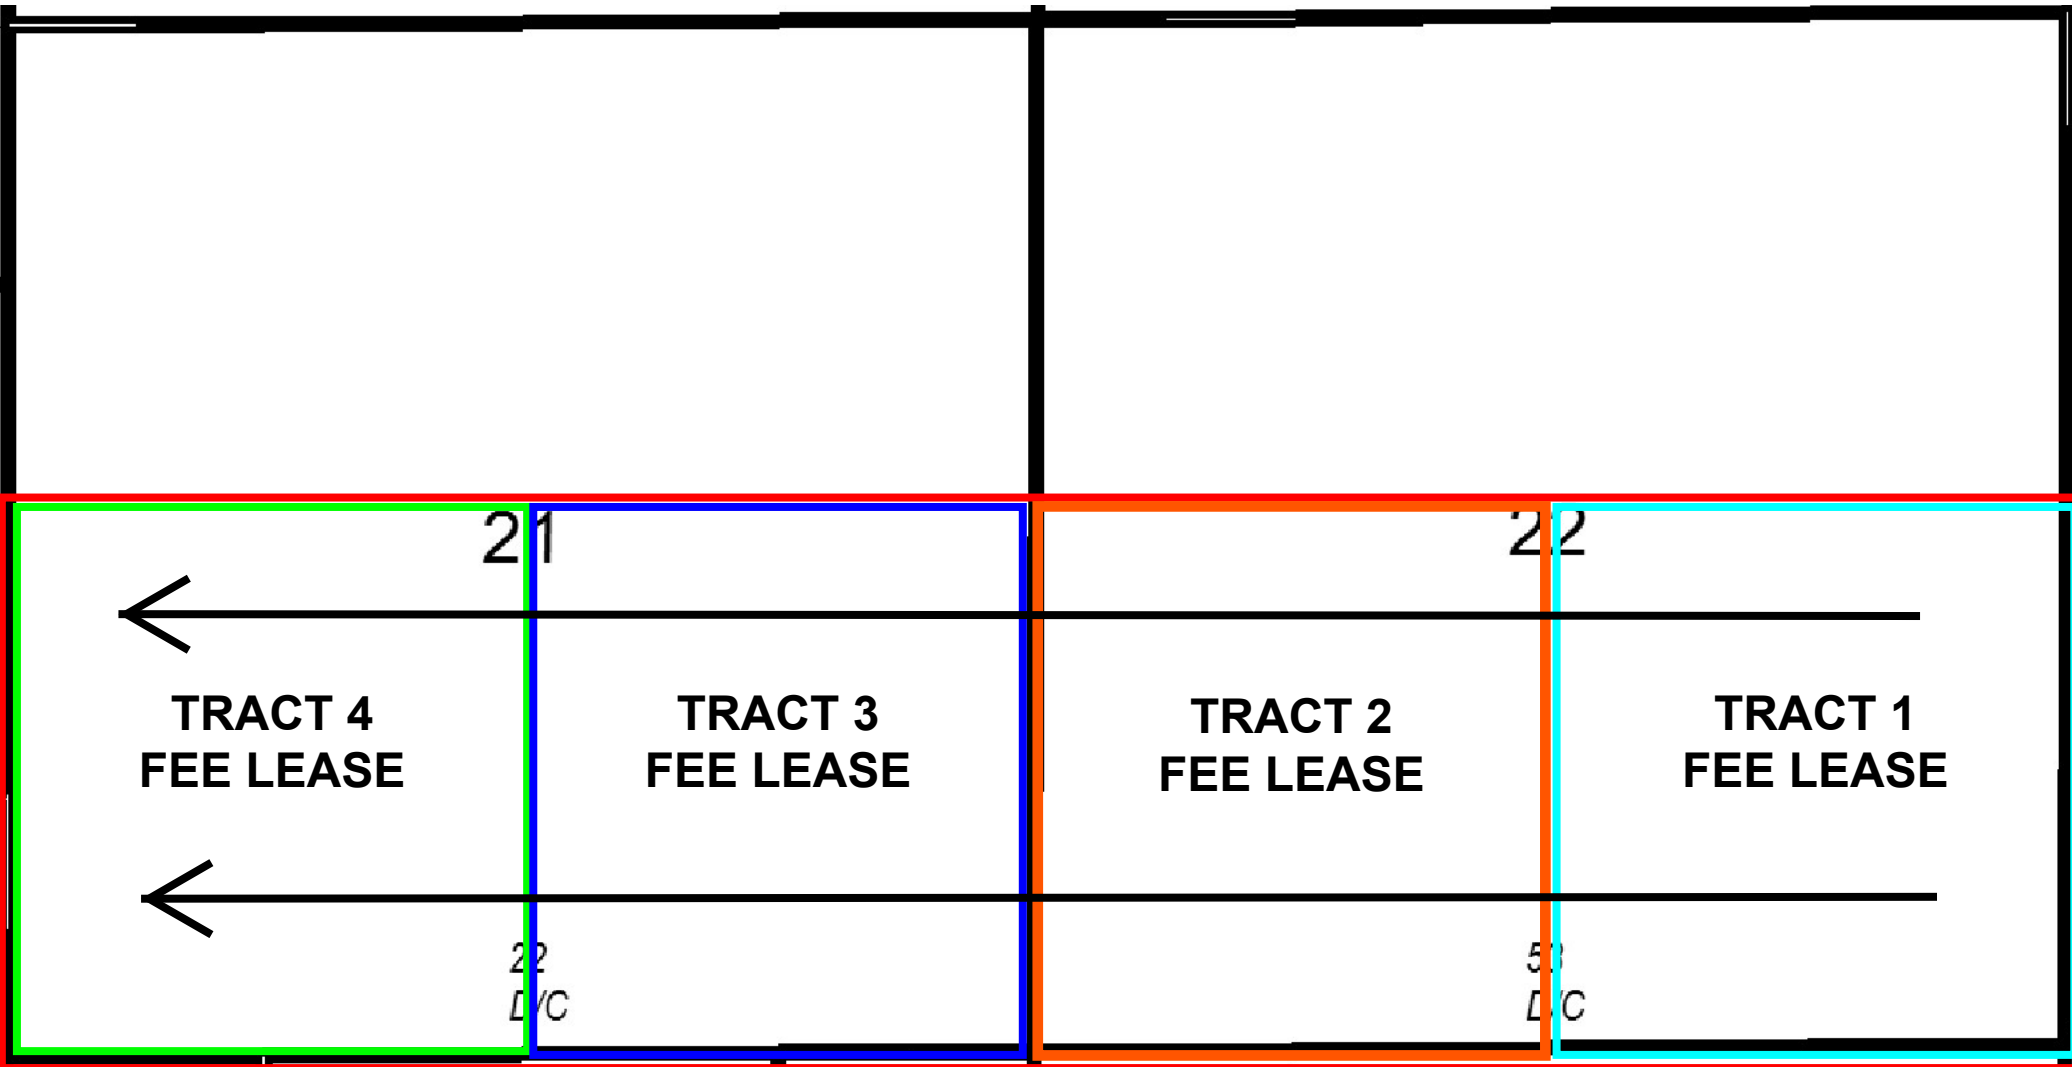 21
22
TRACT 4
FEE LEASE
TRACT 3
FEE LEASE
TRACT 2
FEE LEASE
TRACT 1
FEE LEASE
22
D/C
53
D/C